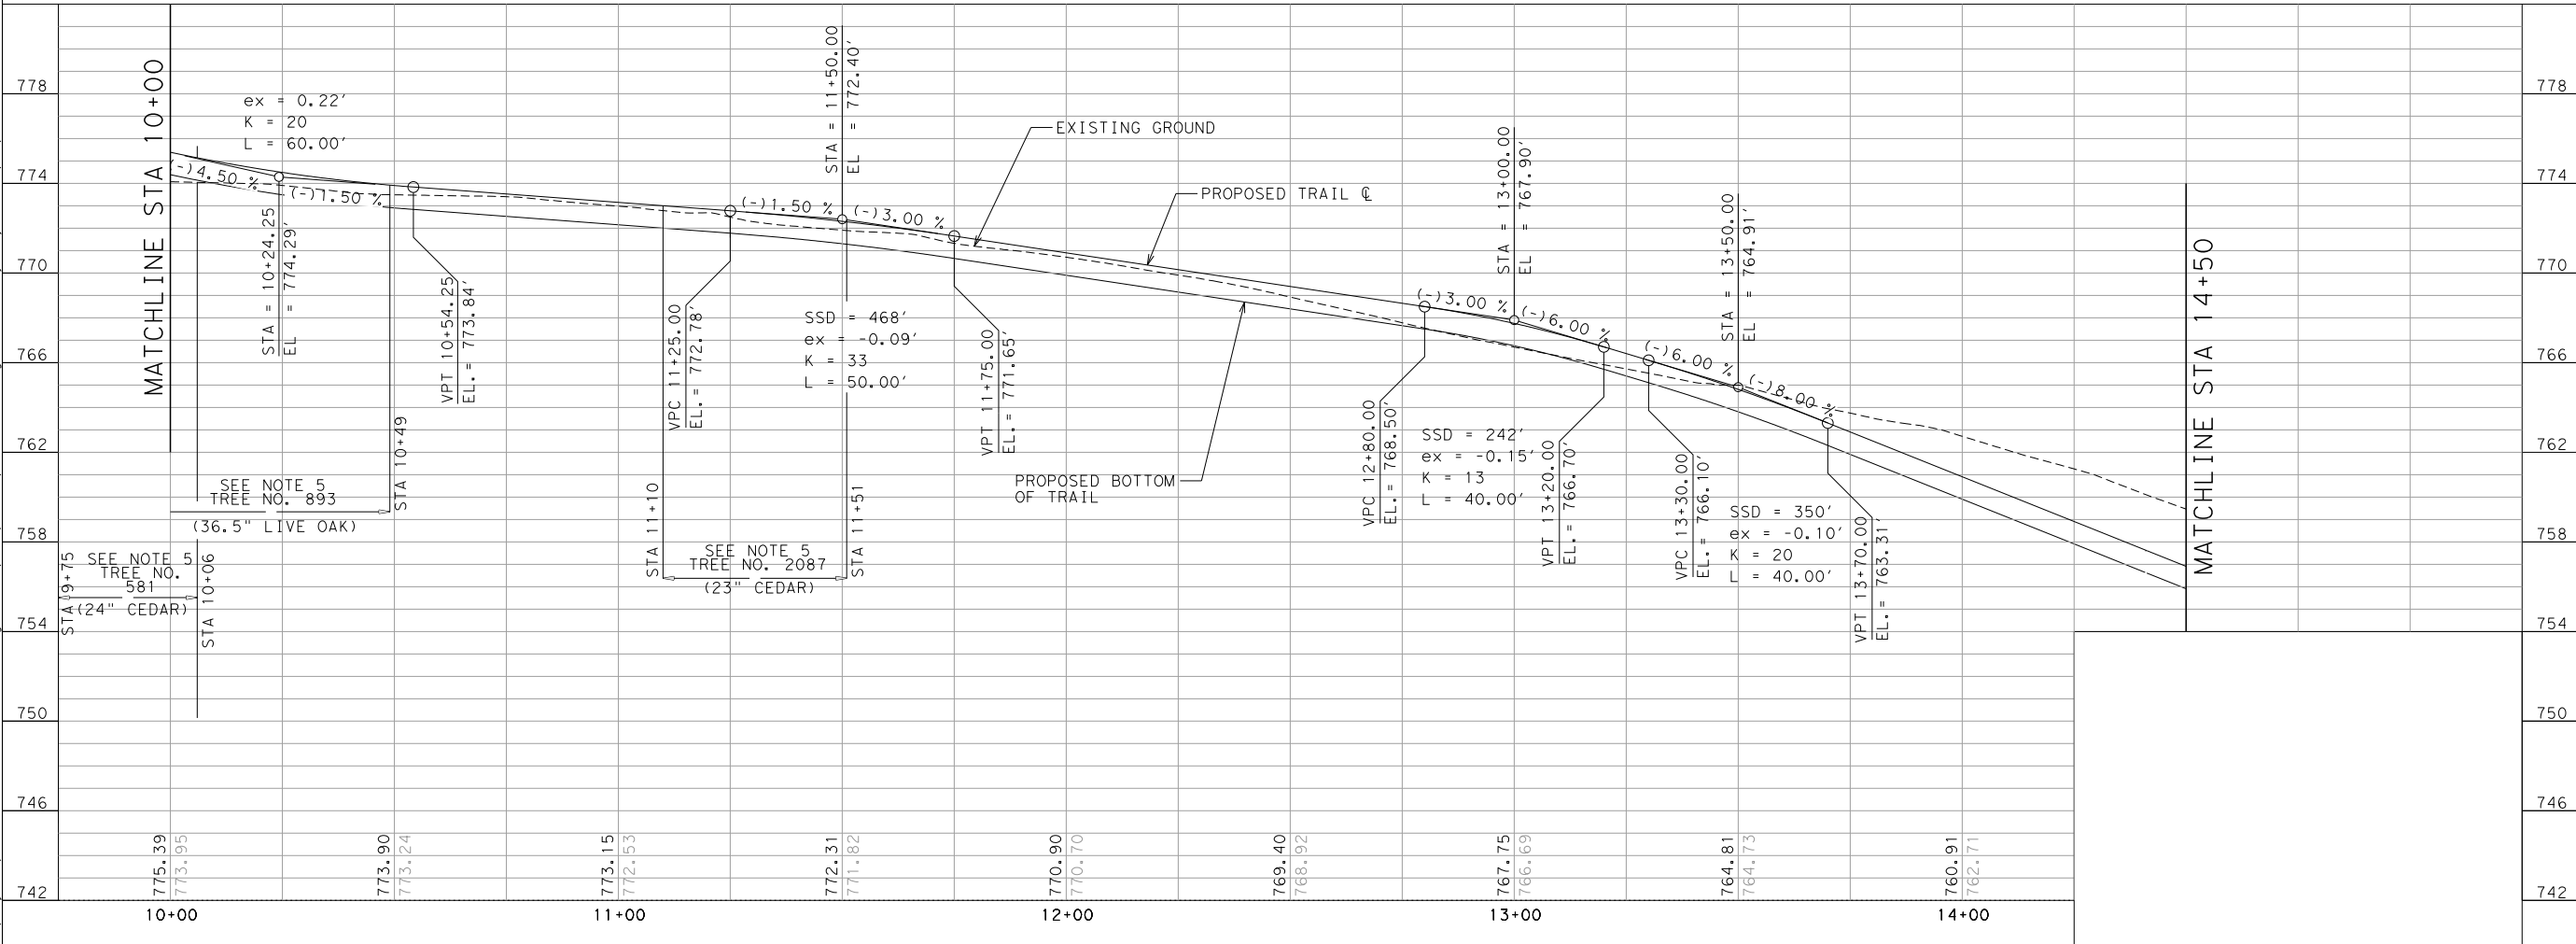 778
774
770
766
762
758
754
750
746
742
MATCHLINE STA 10+00
ex = 0.22'
K = 20
L = 60.00'
(-)4.50 %
(-)1.50 %
STA = 10+24.25
EL = 774.29'
VPT 10+54.25
EL. = 773.84'
STA 10+49
SEE NOTE 5
TREE NO. 893
(36.5" LIVE OAK)
STA 9+75
SEE NOTE 5
TREE NO.
581
(24" CEDAR)
STA 10+06
STA 11+10
VPC 11+25.00
EL. = 772.78'
(-)1.50 %
STA = 11+50.00
EL = 772.40'
(-)3.00 %
SSD = 468'
ex = -0.09'
K = 33
L = 50.00'
STA 11+51
SEE NOTE 5
TREE NO. 2087
(23" CEDAR)
VPT 11+75.00
EL. = 771.65'
EXISTING GROUND
PROPOSED TRAIL ℄
PROPOSED BOTTOM
OF TRAIL
VPC 12+80.00
EL. = 768.50'
(-)3.00 %
STA = 13+00.00
EL = 767.90'
(-)6.00 %
SSD = 242'
ex = -0.15'
K = 13
L = 40.00'
VPT 13+20.00
EL. = 766.70'
VPC 13+30.00
EL. = 766.10'
(-)6.00 %
STA = 13+50.00
EL = 764.91'
(-)8.00 %
SSD = 350'
ex = -0.10'
K = 20
L = 40.00'
VPT 13+70.00
EL. = 763.31'
MATCHLINE STA 14+50
778
774
770
766
762
758
754
750
746
742
775.39
773.95
773.90
773.24
773.15
772.53
772.31
771.82
770.90
770.70
769.40
768.92
767.75
766.69
764.81
764.73
760.91
762.71
10+00
11+00
12+00
13+00
14+00